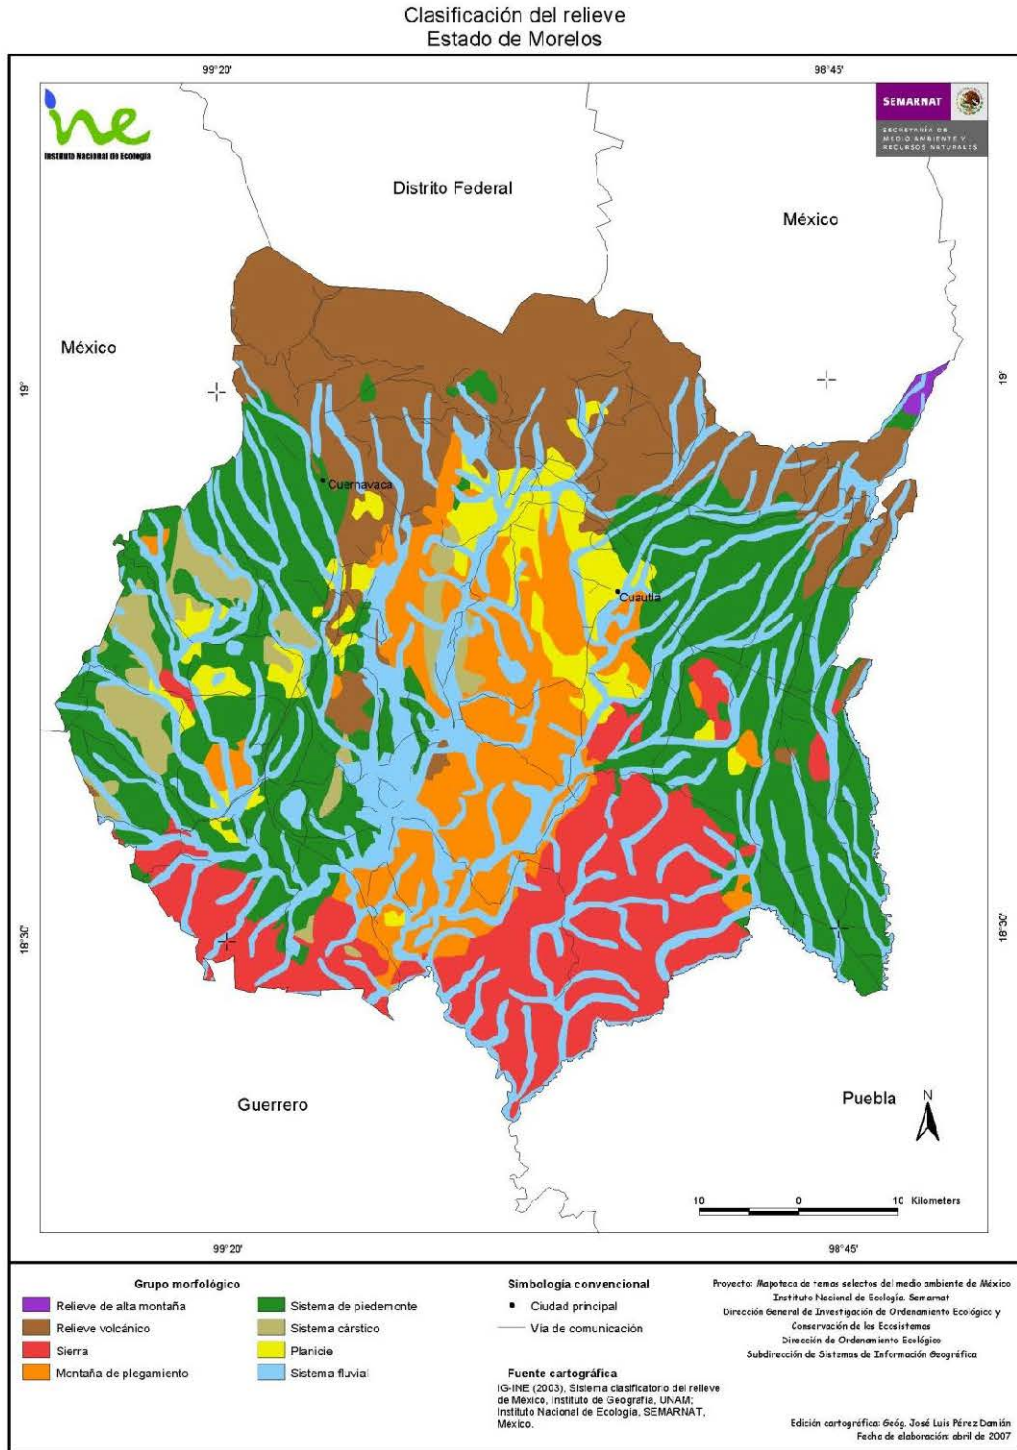 Clasificación del relieve
Estado de Morelos
99°20'
98°45'
ine
Instituto Nacional de Ecología
SEMARNAT
SECRETARÍA DE
MEDIO AMBIENTE Y
RECURSOS NATURALES
Distrito Federal
México
México
19°
19°
Cuernavaca
Cuautla
18°30'
18°30'
Guerrero
Puebla
N
10 0 10 Kilometers
99°20'
98°45'
Grupo morfológico
Relieve de alta montaña
Relieve volcánico
Sierra
Montaña de plegamiento
Sistema de piedemonte
Sistema cárstico
Planicie
Sistema fluvial
Simbología convencional
Ciudad principal
Vía de comunicación
Fuente cartográfica
IG-INE (2003), Sistema clasificatorio del relieve
de México, Instituto de Geografía, UNAM;
Instituto Nacional de Ecología, SEMARNAT,
México.
Proyecto: Mapoteca de temas selectos del medio ambiente de México
Instituto Nacional de Ecología, Semarnat
Dirección General de Investigación de Ordenamiento Ecológico y
Conservación de los Ecosistemas
Dirección de Ordenamiento Ecológico
Subdirección de Sistemas de Información Geográfica
Edición cartográfica: Geóg. José Luis Pérez Damián
Fecha de elaboración: abril de 2007